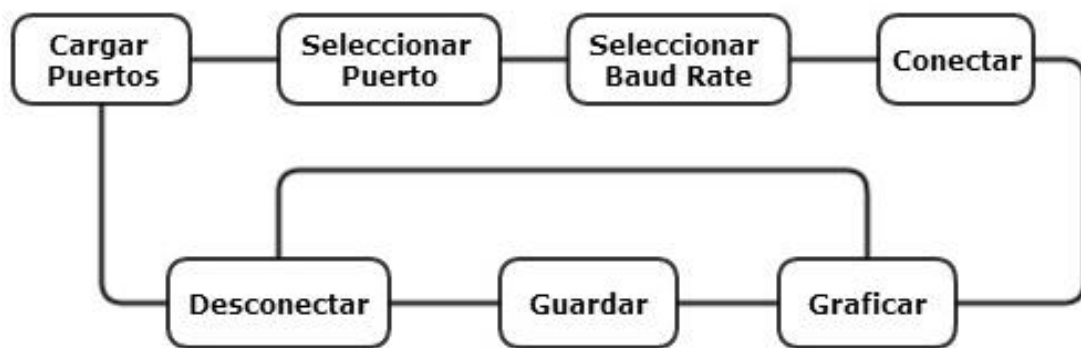 Cargar
Puertos
Seleccionar
Puerto
Seleccionar
Baud Rate
Conectar
Desconectar
Guardar
Graficar